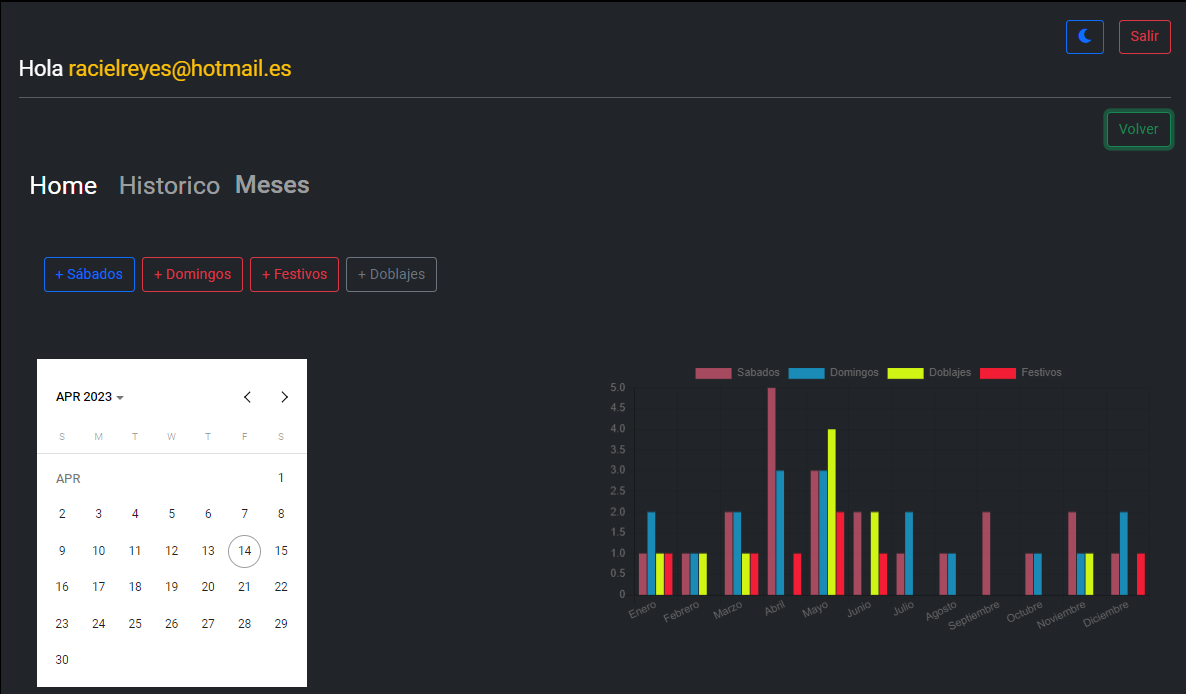 Salir
Hola racielreyes@hotmail.es
Volver
Home Historico Meses
+ Sábados + Domingos + Festivos + Doblajes
APR 2023
S M T W T F S
APR 1
2 3 4 5 6 7 8
9 10 11 12 13 14 15
16 17 18 19 20 21 22
23 24 25 26 27 28 29
30
Sabados Domingos Doblajes Festivos
5.0
4.5
4.0
3.5
3.0
2.5
2.0
1.5
1.0
0.5
0
Enero Febrero Marzo Abril Mayo Junio Julio Agosto Septiembre Octubre Noviembre Diciembre